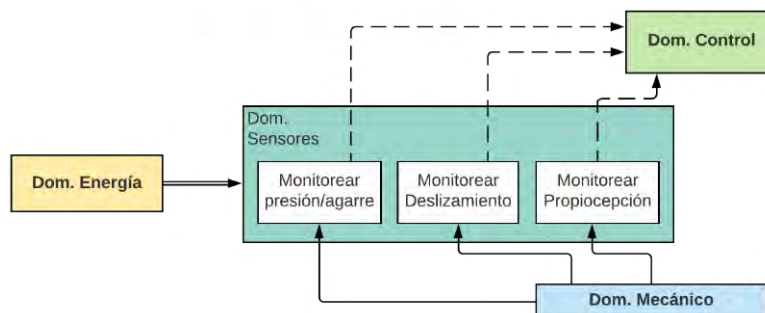 Dom. Control
Dom.
Sensores
Dom. Energía
Monitorear
presión/agarre
Monitorear
Deslizamiento
Monitorear
Propiocepción
Dom. Mecánico